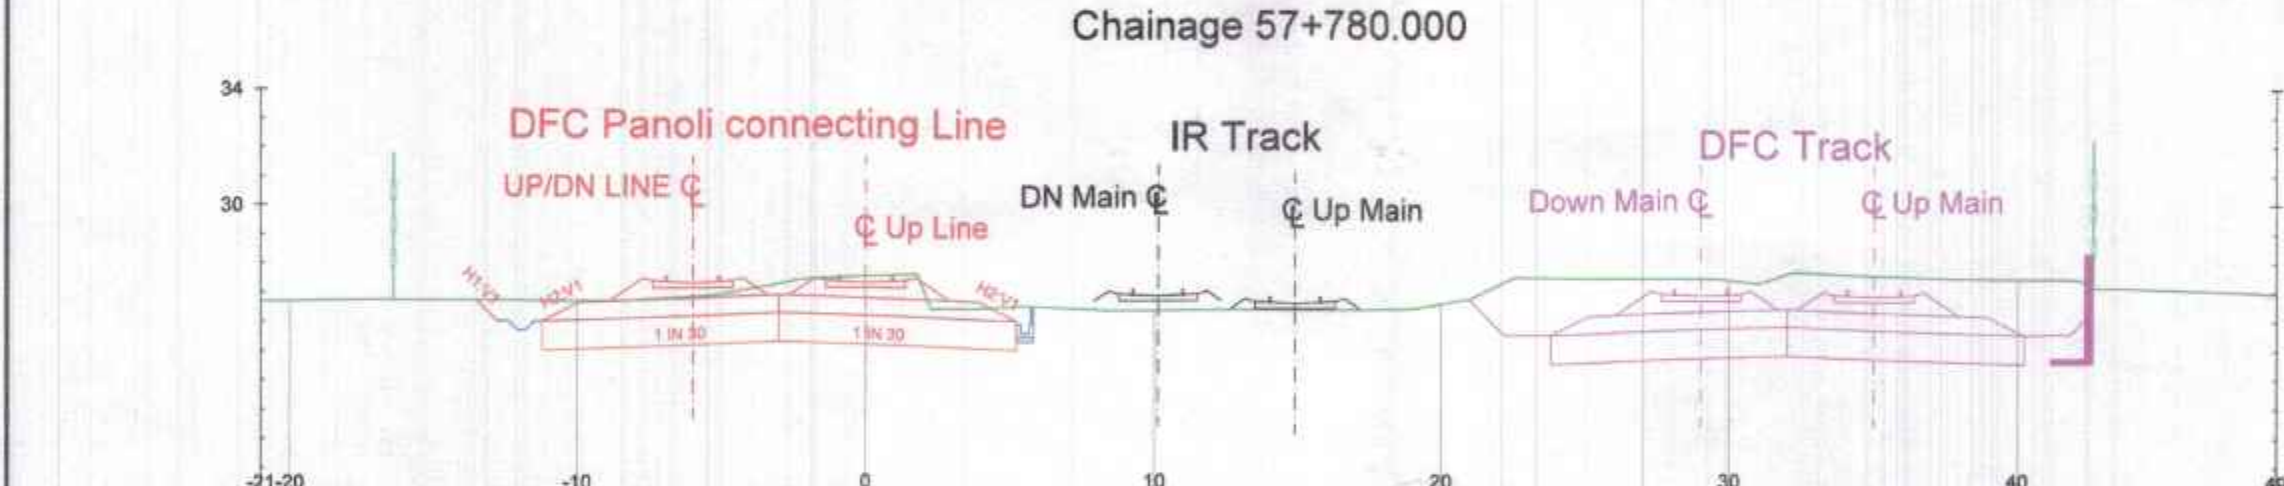 Chainage 57+780.000
34
DFC Panoli connecting Line
IR Track
DFC Track
UP/DN LINE ℄
DN Main ℄
℄ Up Main
Down Main ℄
℄ Up Main
30
℄ Up Line
H2:V1
H2:V1
1 IN 30
1 IN 30
-21
-20
-10
0
10
20
30
40